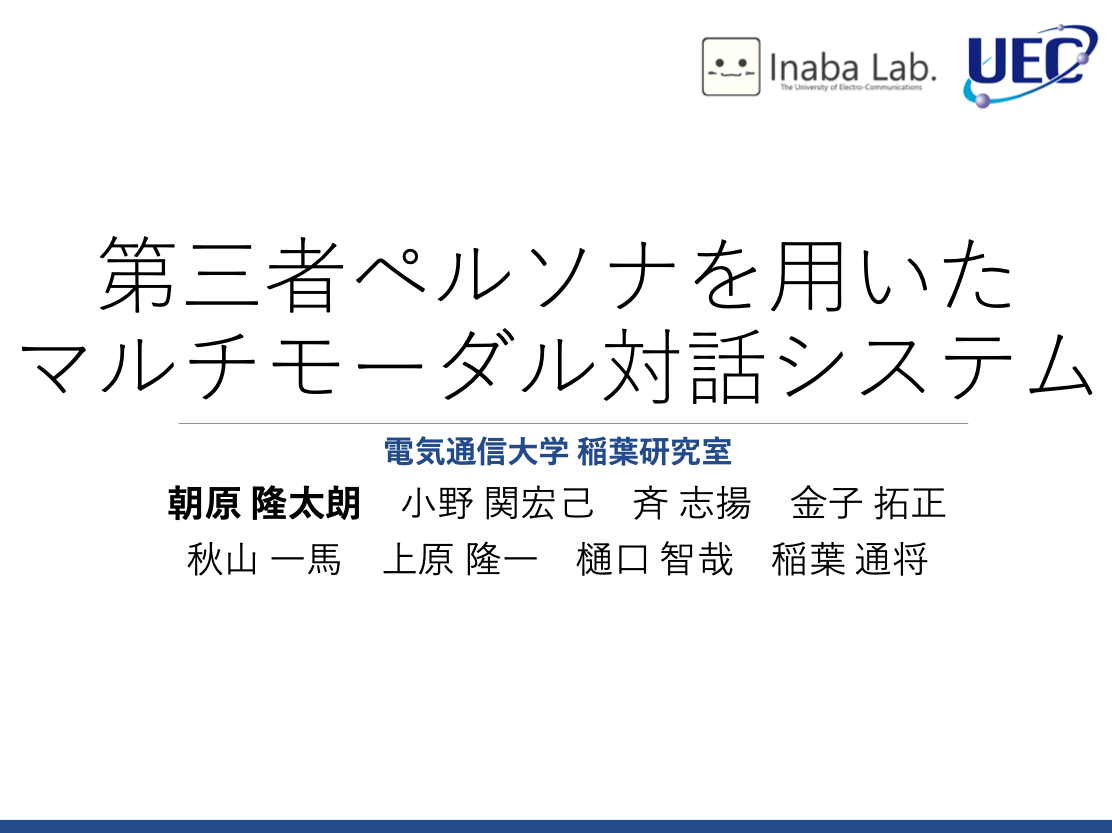 Inaba Lab.
The University of Electro-Communications
UEC
第三者ペルソナを用いた
マルチモーダル対話システム
電気通信大学 稲葉研究室
朝原 隆太朗　小野 関宏己　斉 志揚　金子 拓正
秋山 一馬　上原 隆一　樋口 智哉　稲葉 通将